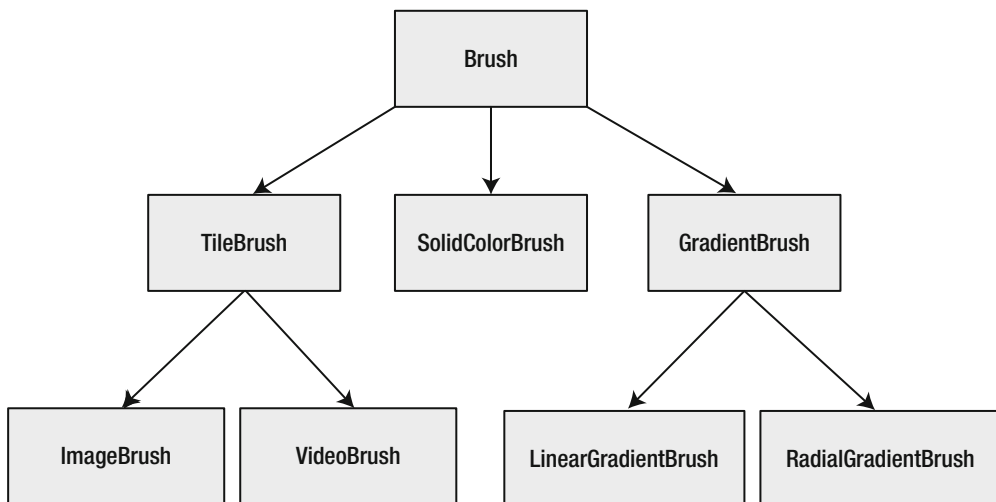 Brush
TileBrush
SolidColorBrush
GradientBrush
ImageBrush
VideoBrush
LinearGradientBrush
RadialGradientBrush